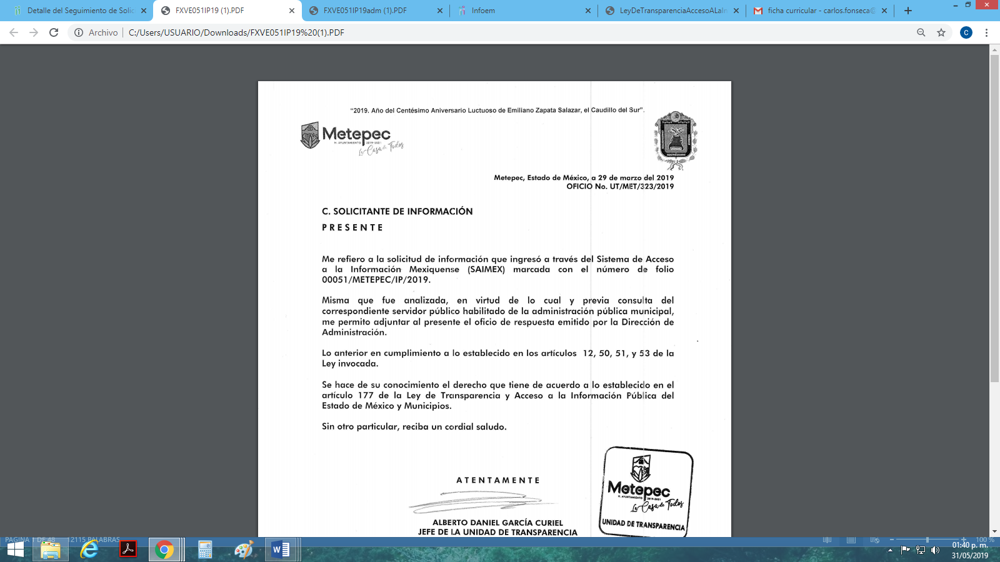 Detalle del Seguimiento de Solic
FXVE051IP19 (1).PDF
FXVE051IP19adm (1).PDF
Infoem
LeyDeTransparenciaAccesoALaIn
ficha curricular - carlos.fonseca@
Archivo
C:/Users/USUARIO/Downloads/FXVE051IP19%20(1).PDF
C
"2019. Año del Centésimo Aniversario Luctuoso de Emiliano Zapata Salazar, el Caudillo del Sur".
Metepec
H. AYUNTAMIENTO 2019-2021
La Casa de Todos
Metepec, Estado de México, a 29 de marzo del 2019
OFICIO No. UT/MET/323/2019
C. SOLICITANTE DE INFORMACIÓN
P R E S E N T E
Me refiero a la solicitud de información que ingresó a través del Sistema de Acceso
a la Información Mexiquense (SAIMEX) marcada con el número de folio
00051/METEPEC/IP/2019.
Misma que fue analizada, en virtud de lo cual y previa consulta del
correspondiente servidor público habilitado de la administración pública municipal,
me permito adjuntar al presente el oficio de respuesta emitido por la Dirección de
Administración.
Lo anterior en cumplimiento a lo establecido en los artículos 12, 50, 51, y 53 de la
Ley invocada.
Se hace de su conocimiento el derecho que tiene de acuerdo a lo establecido en el
artículo 177 de la Ley de Transparencia y Acceso a la Información Pública del
Estado de México y Municipios.
Sin otro particular, reciba un cordial saludo.
A T E N T A M E N T E
ALBERTO DANIEL GARCÍA CURIEL
JEFE DE LA UNIDAD DE TRANSPARENCIA
Metepec
H. AYUNTAMIENTO 2019-2021
La Casa de Todos
UNIDAD DE TRANSPARENCIA
PÁGINA 1 DE 48 12115 PALABRAS
100 %
01:40 p. m.
31/05/2019